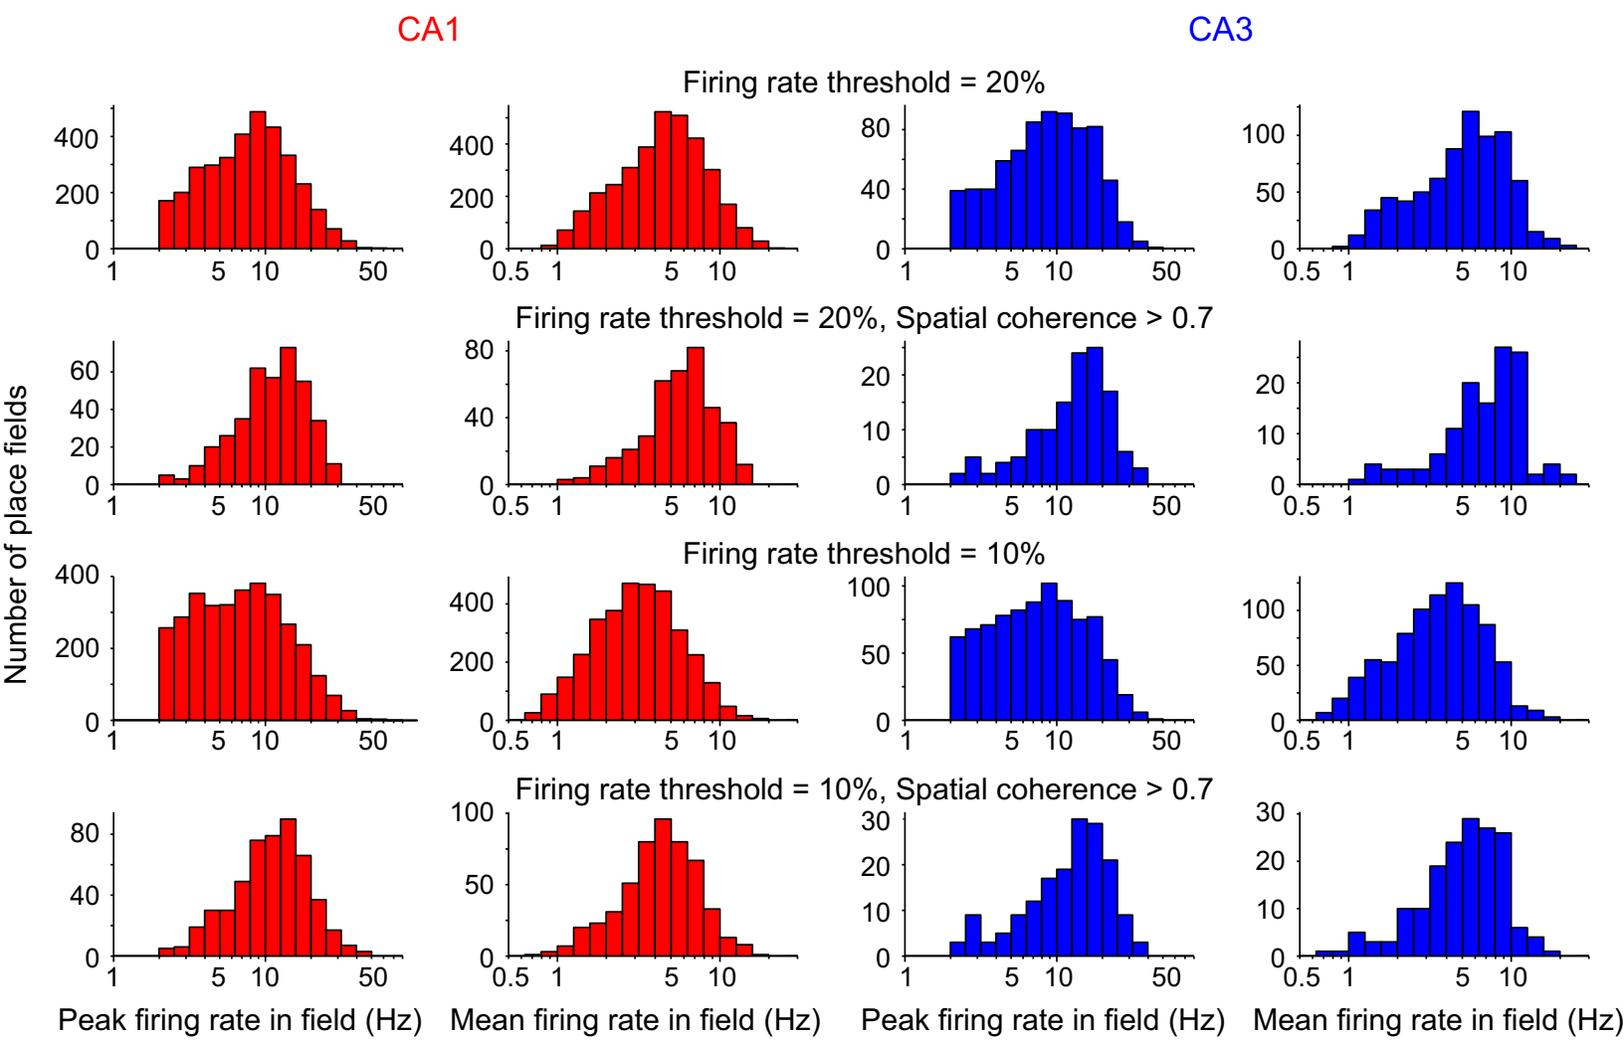 CA1 CA3
Firing rate threshold = 20%
400 200 0 400 200 0 80 40 0 100 50 0
1 5 10 50 0.5 1 5 10 1 5 10 50 0.5 1 5 10
Firing rate threshold = 20%, Spatial coherence > 0.7
60 40 20 0 80 40 0 20 10 0 20 10 0
1 5 10 50 0.5 1 5 10 1 5 10 50 0.5 1 5 10
Number of place fields
Firing rate threshold = 10%
400 200 0 400 200 0 100 50 0 100 50 0
1 5 10 50 0.5 1 5 10 1 5 10 50 0.5 1 5 10
Firing rate threshold = 10%, Spatial coherence > 0.7
80 40 0 100 50 0 30 20 10 0 30 20 10 0
1 5 10 50 0.5 1 5 10 1 5 10 50 0.5 1 5 10
Peak firing rate in field (Hz) Mean firing rate in field (Hz) Peak firing rate in field (Hz) Mean firing rate in field (Hz)